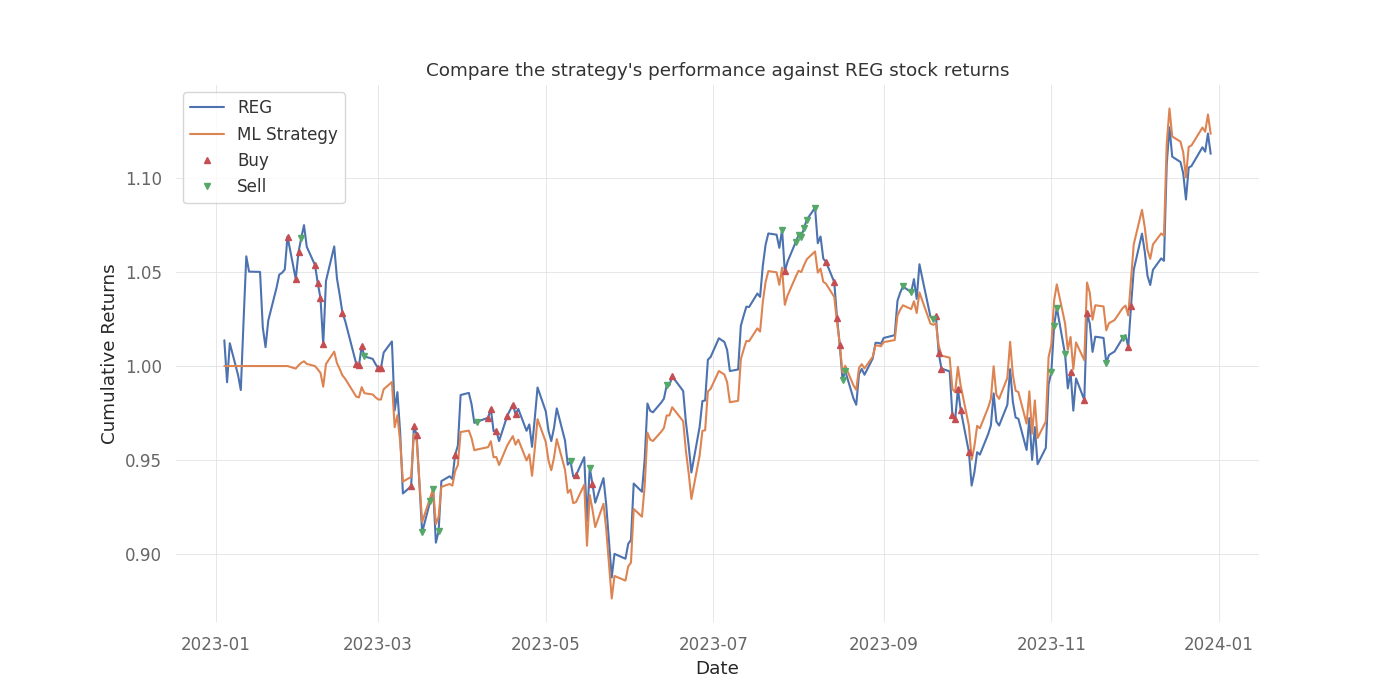 Compare the strategy's performance against REG stock returns
REG
ML Strategy
Buy
Sell
Cumulative Returns
1.10
1.05
1.00
0.95
0.90
2023-01
2023-03
2023-05
2023-07
2023-09
2023-11
2024-01
Date